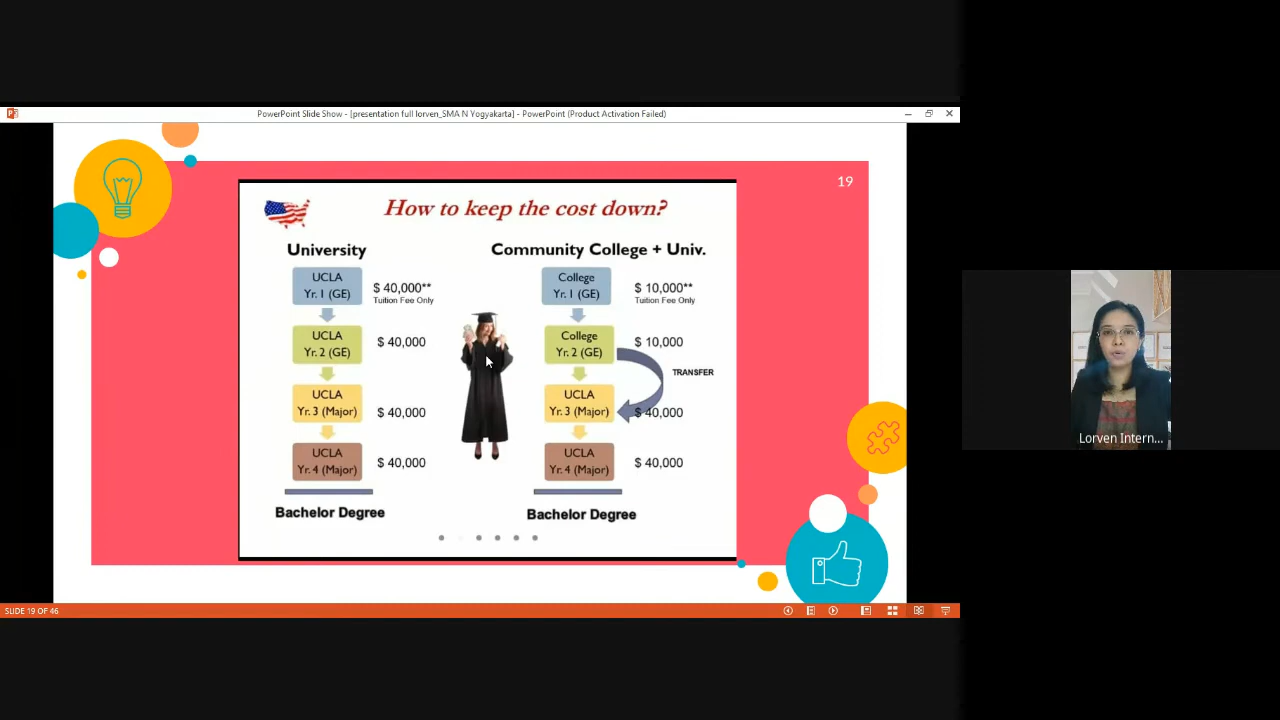 PowerPoint Slide Show - [presentation full lorven_SMA N Yogyakarta] - PowerPoint (Product Activation Failed)
19
How to keep the cost down?
University
UCLA
Yr. 1 (GE)
$ 40,000**
Tuition Fee Only
UCLA
Yr. 2 (GE)
$ 40,000
UCLA
Yr. 3 (Major)
$ 40,000
UCLA
Yr. 4 (Major)
$ 40,000
Bachelor Degree
Community College + Univ.
College
Yr. 1 (GE)
$ 10,000**
Tuition Fee Only
College
Yr. 2 (GE)
$ 10,000
TRANSFER
UCLA
Yr. 3 (Major)
$ 40,000
UCLA
Yr. 4 (Major)
$ 40,000
Bachelor Degree
Lorven Intern...
SLIDE 19 OF 46